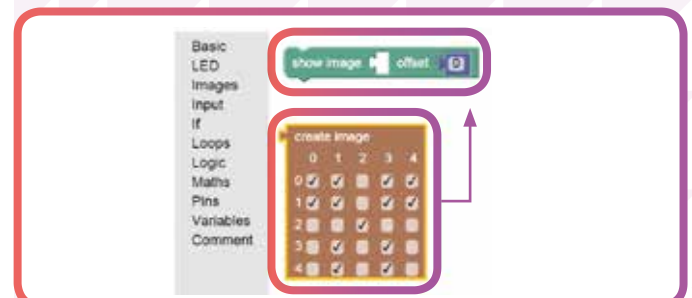 Basic
LED
Images
Input
If
Loops
Logic
Maths
Pins
Variables
Comment
show image offset 0
create image
0 1 2 3 4
0
1
2
3
4